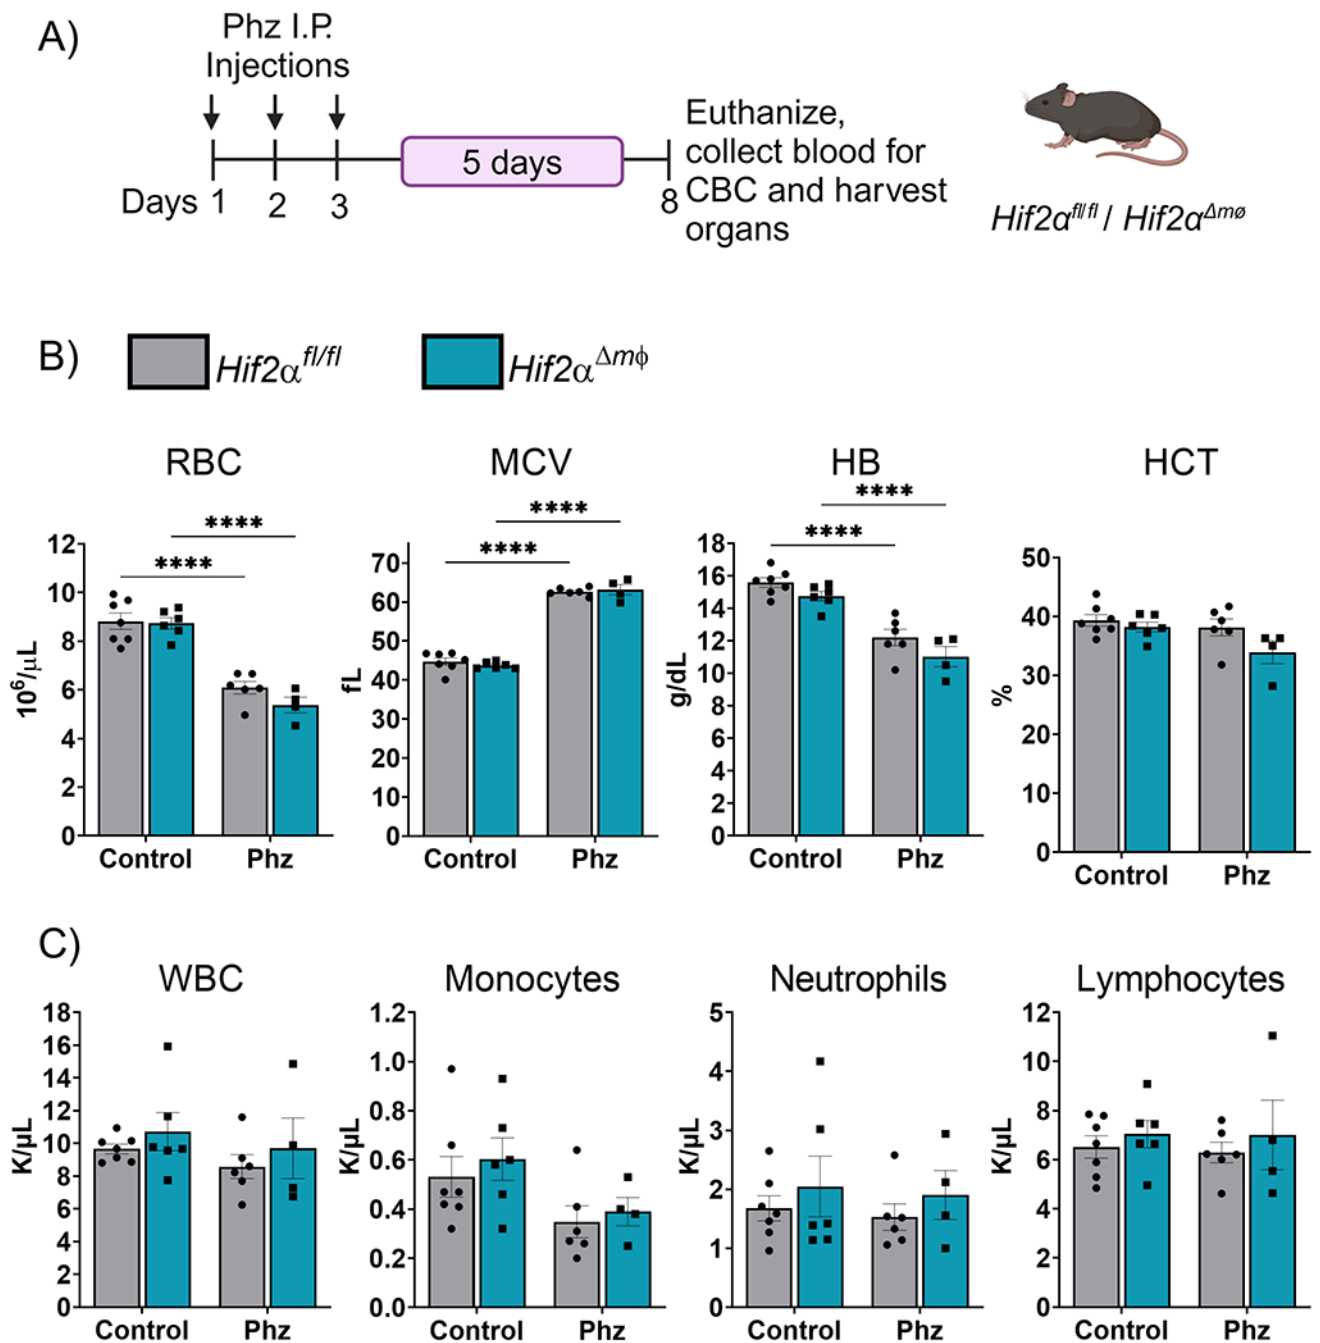 A)
Phz I.P.
Injections
Days 1 2 3 5 days 8
Euthanize,
collect blood for
CBC and harvest
organs
Hif2α^fl/fl / Hif2α^Δmø
B)
Hif2α^fl/fl
Hif2α^Δmϕ
RBC
****
****
10^6/μL
12
10
8
6
4
2
0
Control Phz
MCV
****
****
fL
70
60
50
40
30
20
10
0
Control Phz
HB
****
****
g/dL
18
16
14
12
10
8
6
4
2
0
Control Phz
HCT
%
50
40
30
20
10
0
Control Phz
C)
WBC
K/μL
18
16
14
12
10
8
6
4
2
0
Control Phz
Monocytes
K/μL
1.2
1.0
0.8
0.6
0.4
0.2
0.0
Control Phz
Neutrophils
K/μL
5
4
3
2
1
0
Control Phz
Lymphocytes
K/μL
12
10
8
6
4
2
0
Control Phz